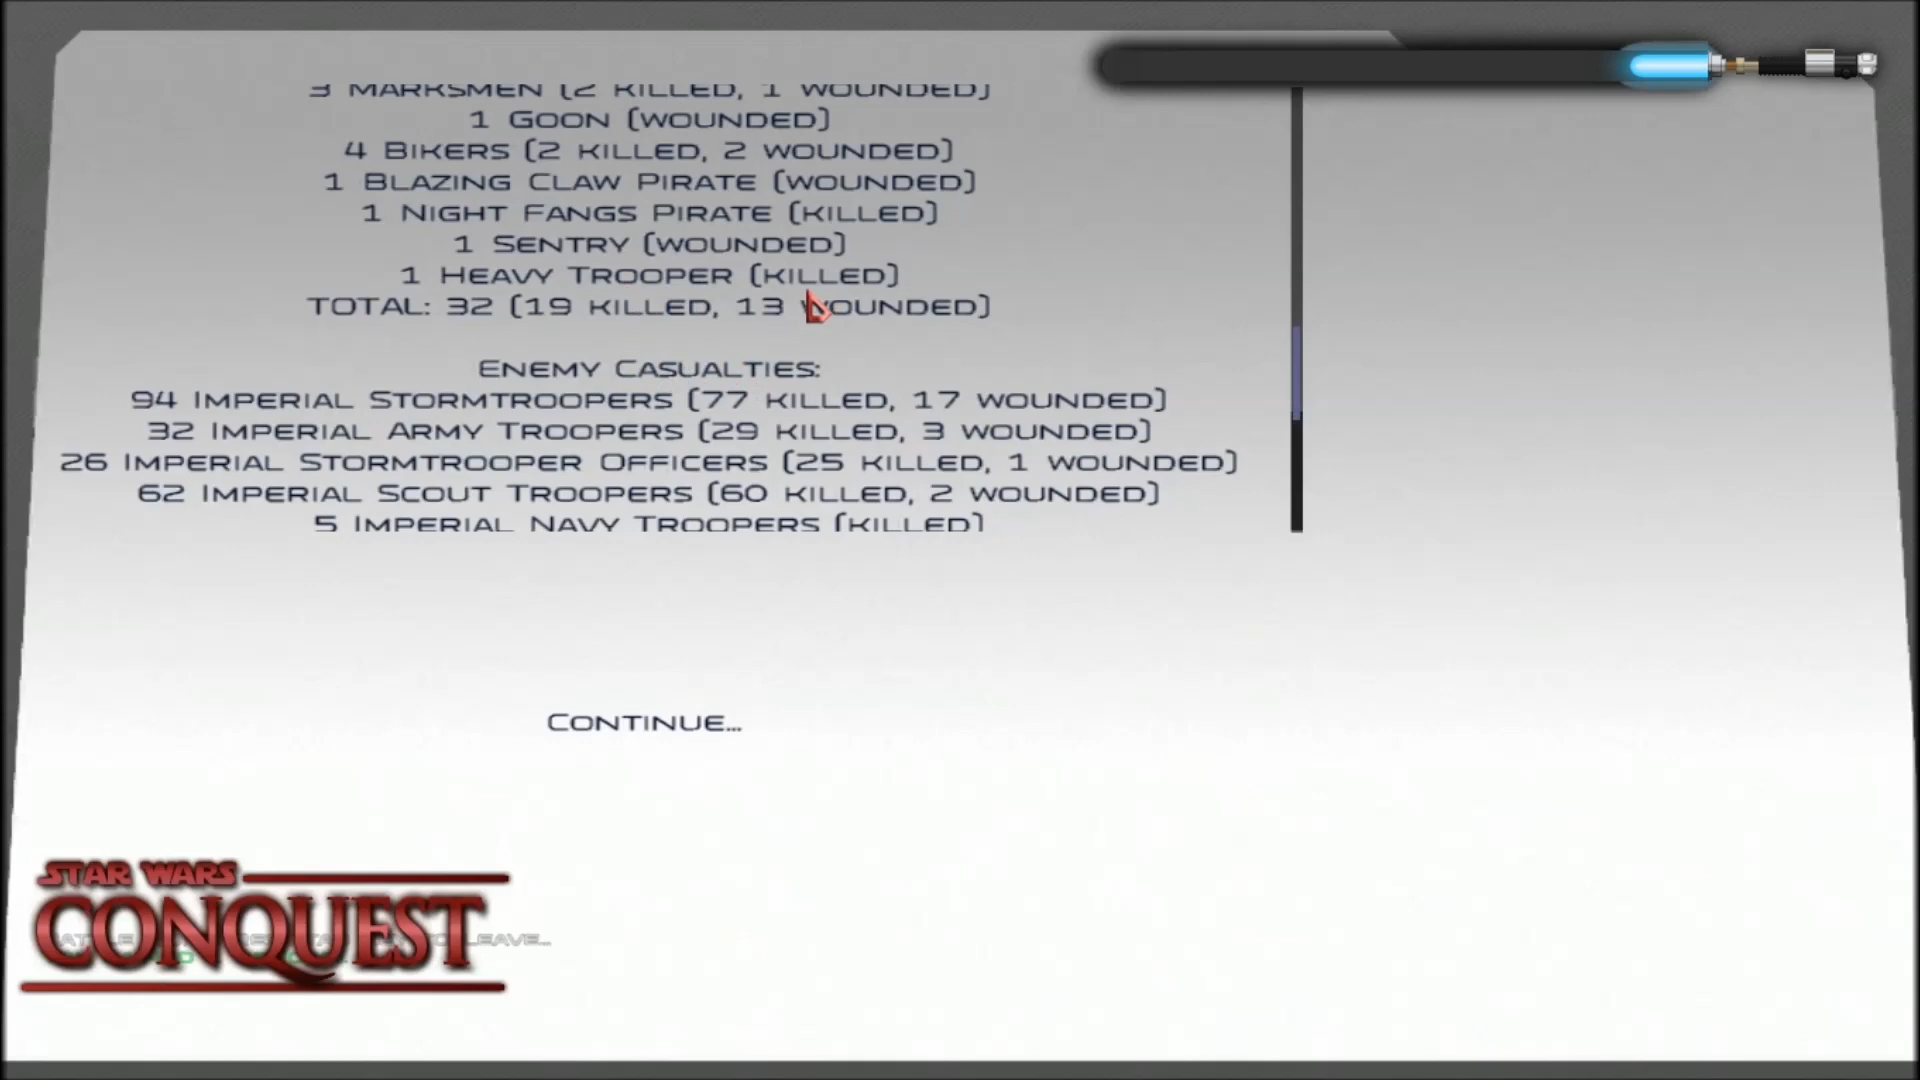 3 Marksmen (2 killed, 1 wounded)
1 Goon (wounded)
4 Bikers (2 killed, 2 wounded)
1 Blazing Claw Pirate (wounded)
1 Night Fangs Pirate (killed)
1 Sentry (wounded)
1 Heavy Trooper (killed)
TOTAL: 32 (19 killed, 13 wounded)
Enemy Casualties:
94 Imperial Stormtroopers (77 killed, 17 wounded)
32 Imperial Army Troopers (29 killed, 3 wounded)
26 Imperial Stormtrooper Officers (25 killed, 1 wounded)
62 Imperial Scout Troopers (60 killed, 2 wounded)
5 Imperial Navy Troopers (killed)
Continue...
STAR WARS
CONQUEST
leave...